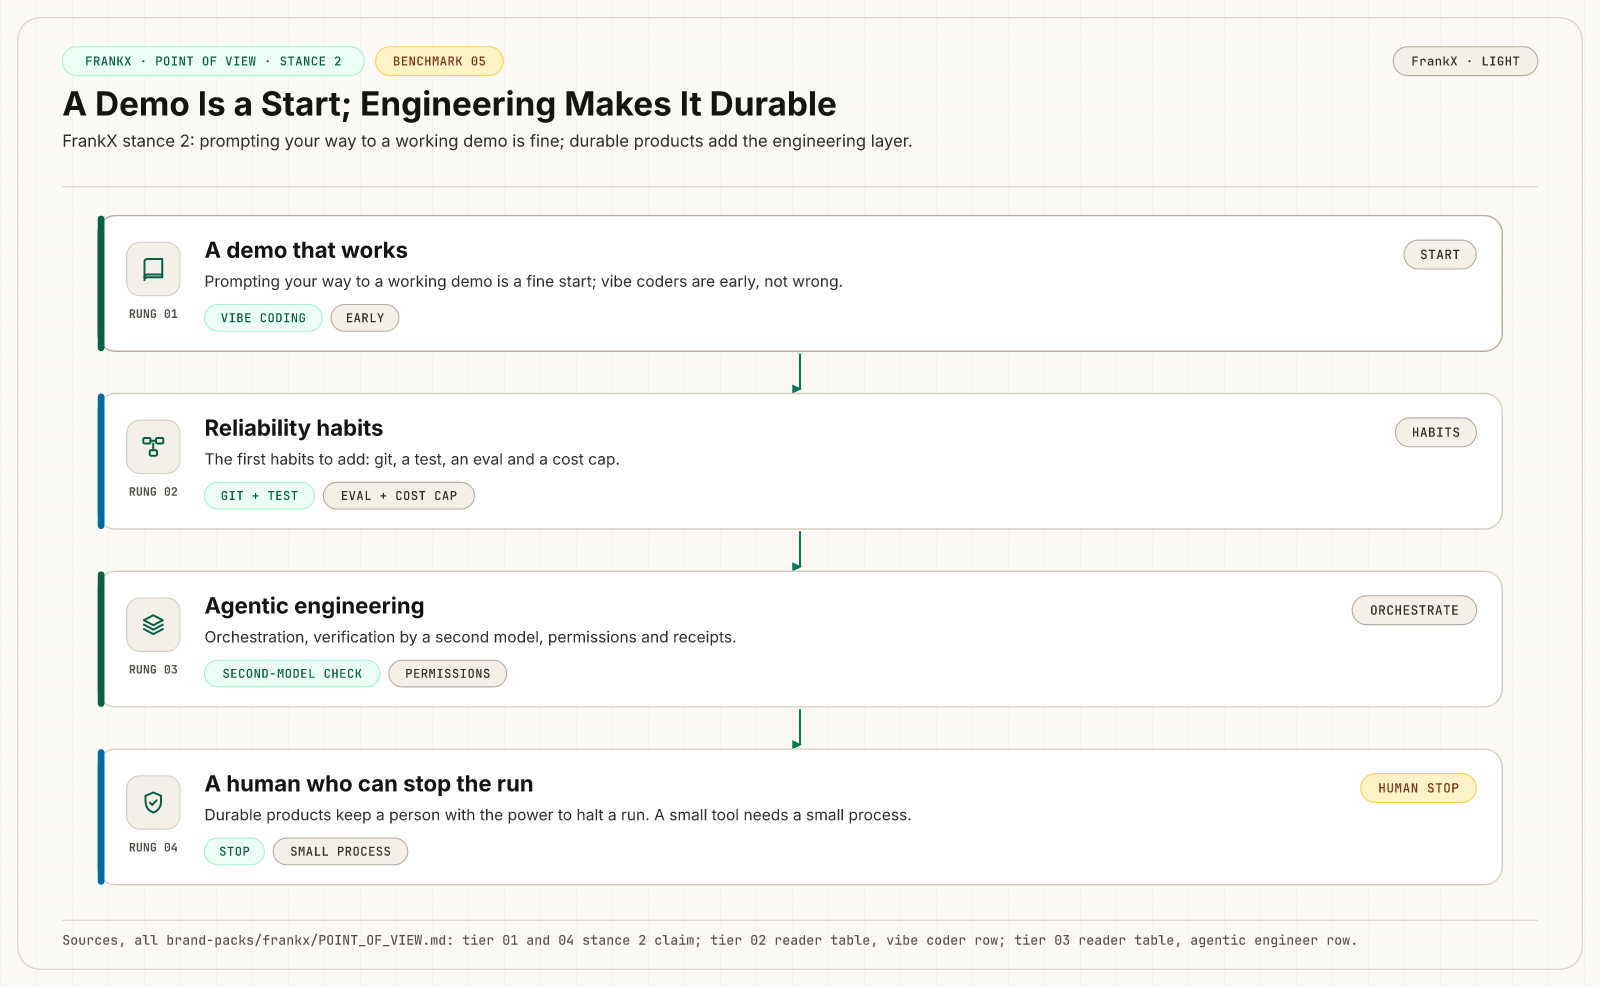 FRANKX · POINT OF VIEW · STANCE 2
BENCHMARK 05
FrankX · LIGHT
A Demo Is a Start; Engineering Makes It Durable
FrankX stance 2: prompting your way to a working demo is fine; durable products add the engineering layer.
A demo that works
START
Prompting your way to a working demo is a fine start; vibe coders are early, not wrong.
RUNG 01
VIBE CODING
EARLY
Reliability habits
HABITS
The first habits to add: git, a test, an eval and a cost cap.
RUNG 02
GIT + TEST
EVAL + COST CAP
Agentic engineering
ORCHESTRATE
Orchestration, verification by a second model, permissions and receipts.
RUNG 03
SECOND-MODEL CHECK
PERMISSIONS
A human who can stop the run
HUMAN STOP
Durable products keep a person with the power to halt a run. A small tool needs a small process.
RUNG 04
STOP
SMALL PROCESS
Sources, all brand-packs/frankx/POINT_OF_VIEW.md: tier 01 and 04 stance 2 claim; tier 02 reader table, vibe coder row; tier 03 reader table, agentic engineer row.